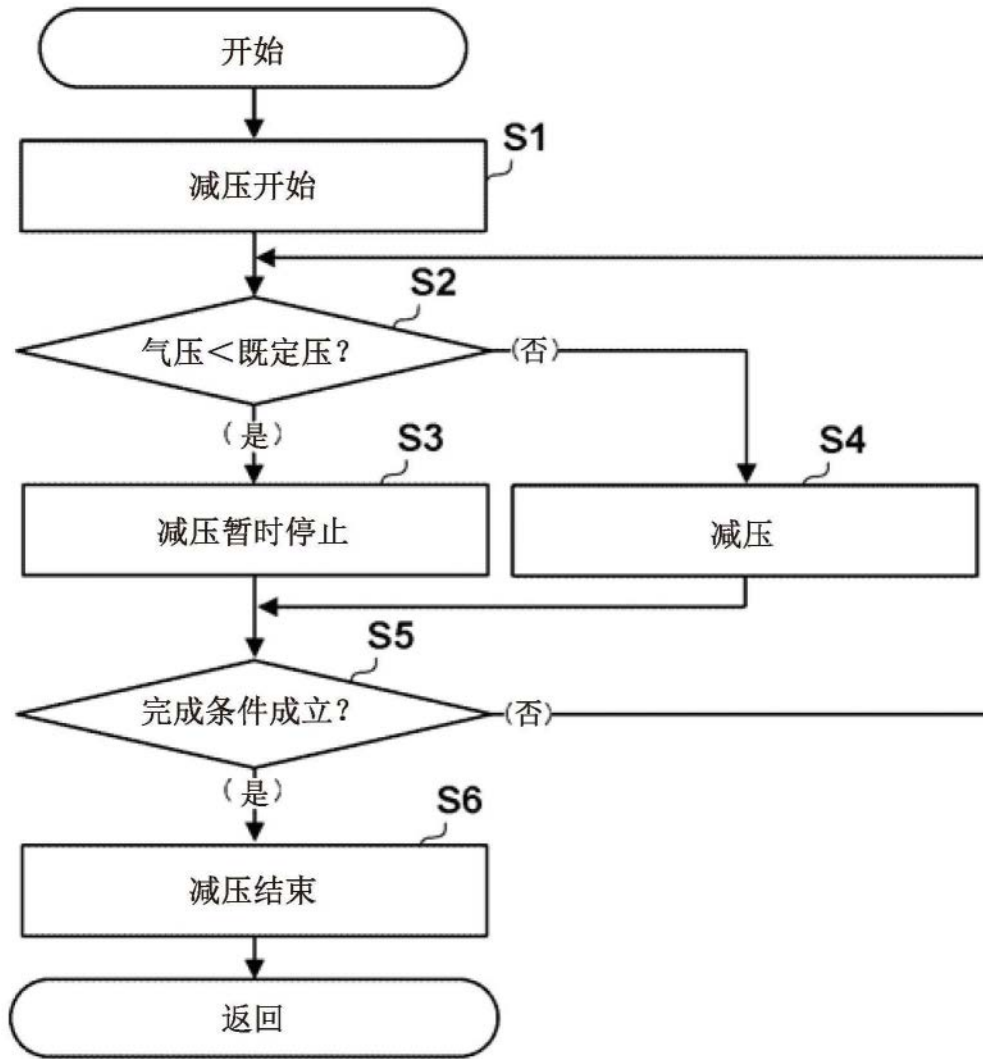 开始
S1
减压开始
S2
气压＜既定压？
(否)
（是）
S3
减压暂时停止
S4
减压
S5
完成条件成立？
(否)
（是）
S6
减压结束
返回